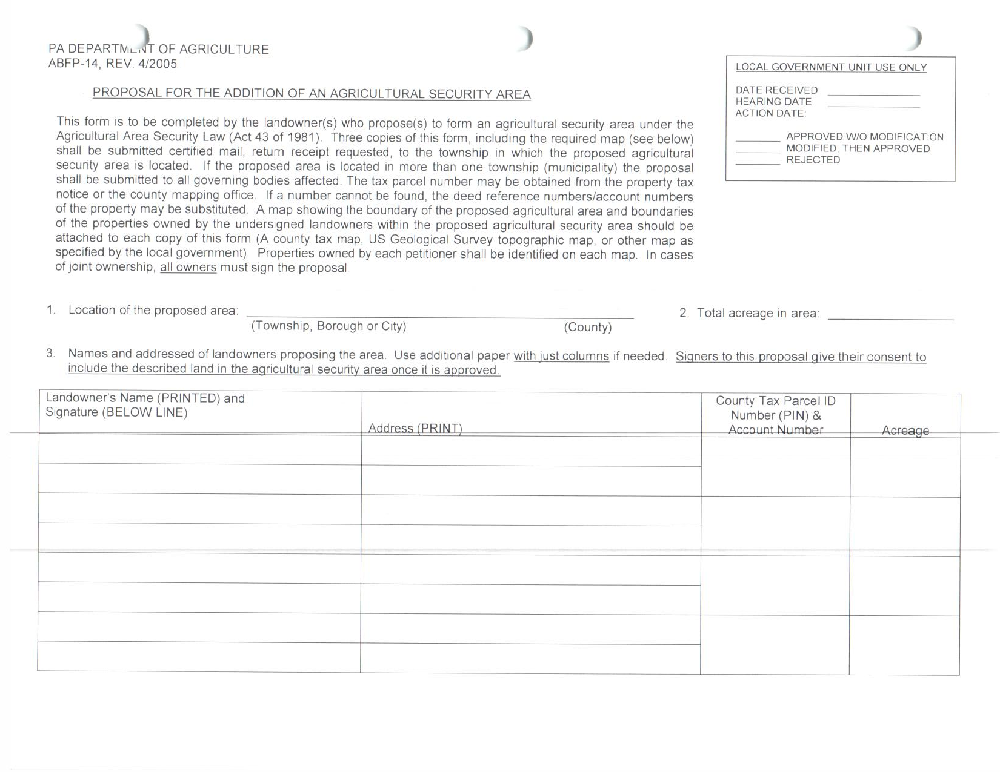 PA DEPARTMENT OF AGRICULTURE
ABFP-14, REV. 4/2005
PROPOSAL FOR THE ADDITION OF AN AGRICULTURAL SECURITY AREA
This form is to be completed by the landowner(s) who propose(s) to form an agricultural security area under the
Agricultural Area Security Law (Act 43 of 1981). Three copies of this form, including the required map (see below)
shall be submitted certified mail, return receipt requested, to the township in which the proposed agricultural
security area is located. If the proposed area is located in more than one township (municipality) the proposal
shall be submitted to all governing bodies affected. The tax parcel number may be obtained from the property tax
notice or the county mapping office. If a number cannot be found, the deed reference numbers/account numbers
of the property may be substituted. A map showing the boundary of the proposed agricultural area and boundaries
of the properties owned by the undersigned landowners within the proposed agricultural security area should be
attached to each copy of this form (A county tax map, US Geological Survey topographic map, or other map as
specified by the local government). Properties owned by each petitioner shall be identified on each map. In cases
of joint ownership, all owners must sign the proposal.
LOCAL GOVERNMENT UNIT USE ONLY
DATE RECEIVED
HEARING DATE
ACTION DATE:
APPROVED W/O MODIFICATION
MODIFIED, THEN APPROVED
REJECTED
1. Location of the proposed area:
(Township, Borough or City) (County)
2. Total acreage in area:
3. Names and addressed of landowners proposing the area. Use additional paper with just columns if needed. Signers to this proposal give their consent to
include the described land in the agricultural security area once it is approved.
Landowner's Name (PRINTED) and
Signature (BELOW LINE)
Address (PRINT)
County Tax Parcel ID
Number (PIN) &
Account Number
Acreage